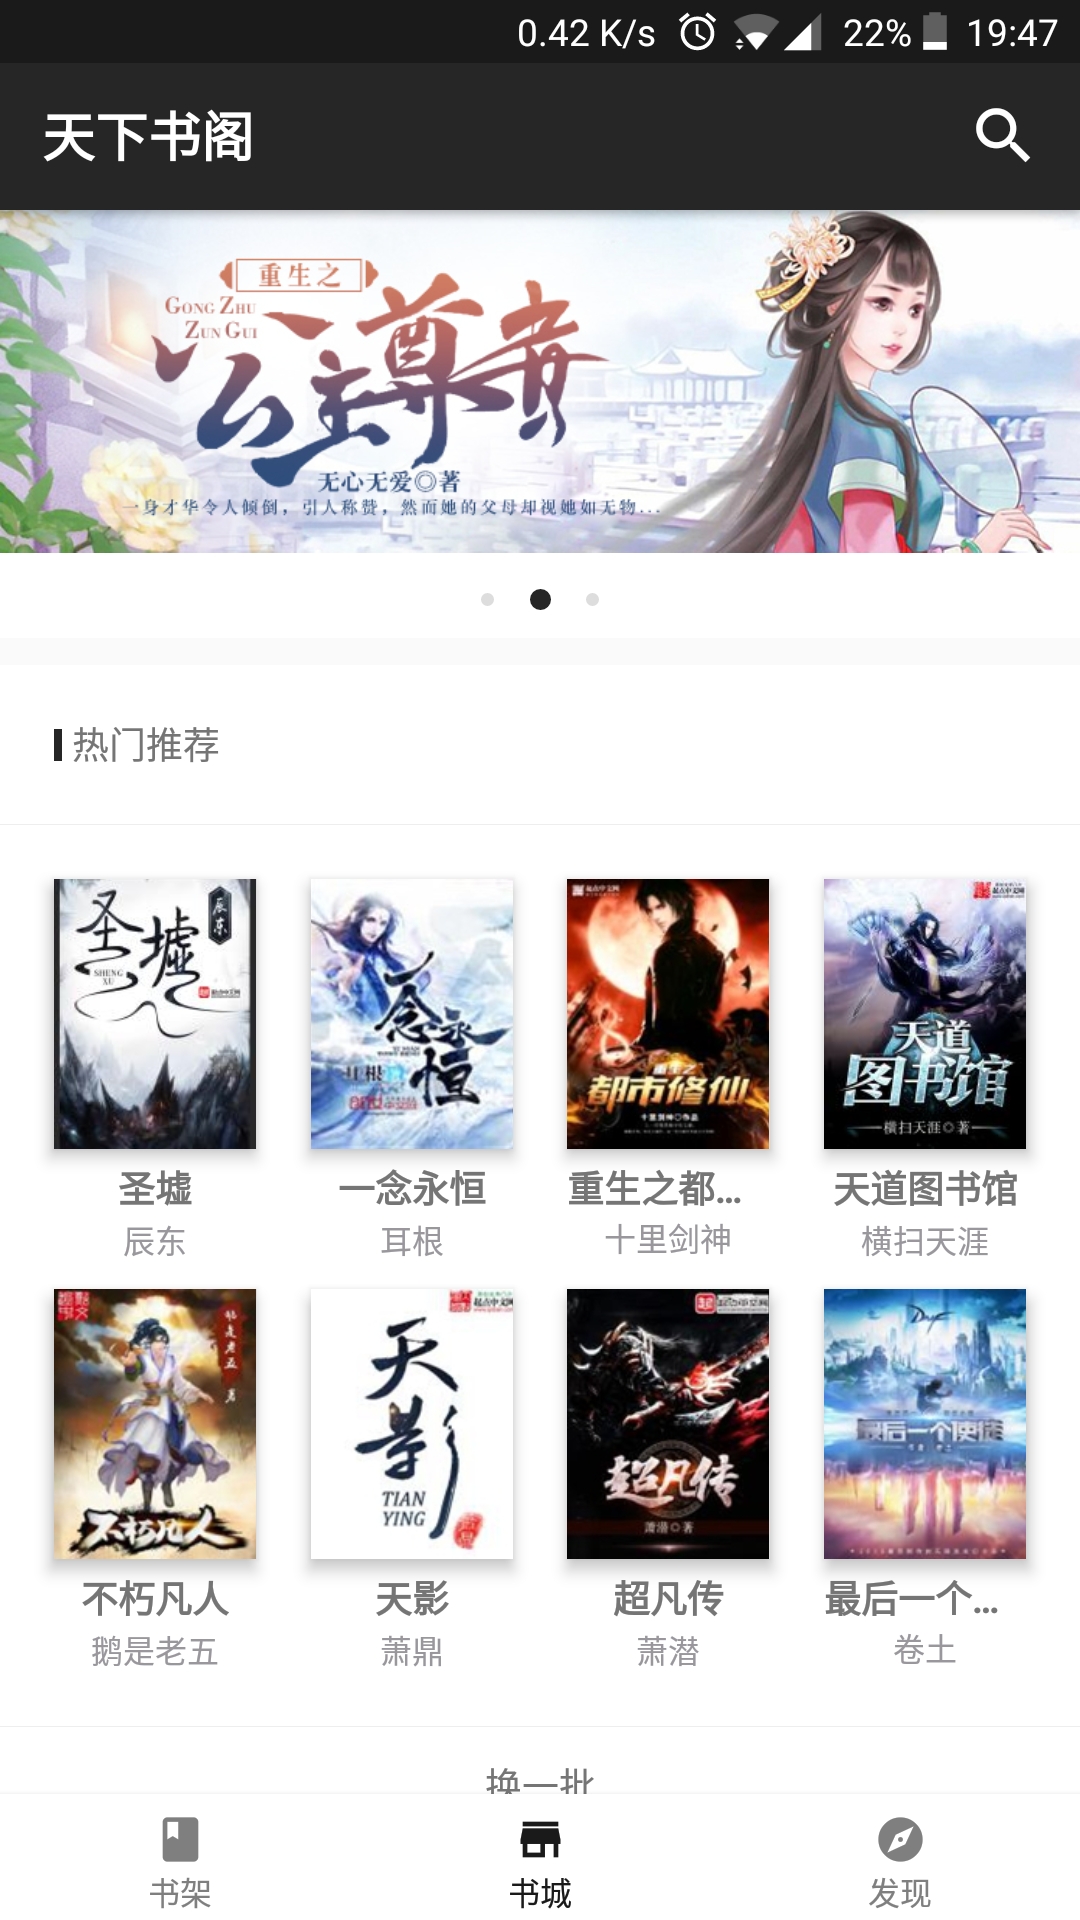 0.42 K/s 22% 19:47
天下书阁
重生之
GONG ZHU
ZUN GUI
公主尊贵
无心无爱◎著
一身才华令人倾倒，引人称赞，然而她的父母却视她如无物...
热门推荐
圣墟
辰东
SHENG
XU
一念永恒
耳根
重生之
都市修仙
十里剑神◎作品
天道
图书馆
横扫天涯◎著
圣墟 一念永恒 重生之都... 天道图书馆
辰东 耳根 十里剑神 横扫天涯
不朽凡人
鹅是老五 著
天影
TIAN
YING
超凡传
萧潜◎著
最后一个使徒
不朽凡人 天影 超凡传 最后一个...
鹅是老五 萧鼎 萧潜 卷土
换一批
书架 书城 发现